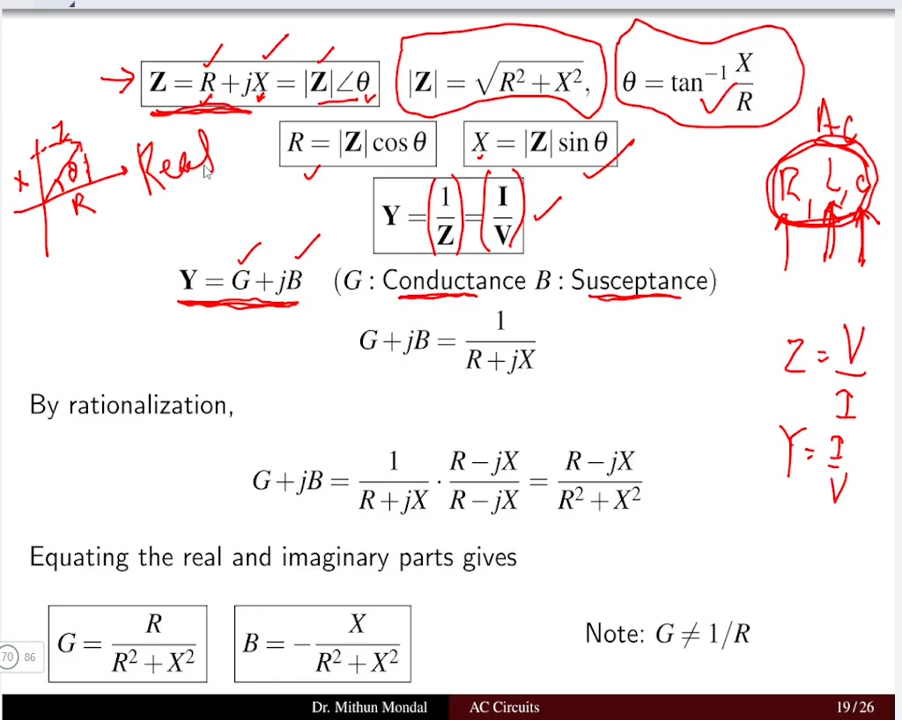 Z = R + jX = |Z|∠θ   |Z| = √(R² + X²),   θ = tan⁻¹ X/R
A-C
I
X θ Real
R
R = |Z| cos θ   X = |Z| sin θ
R, L, C
Y = (1/Z) = (I/V)
Y = G + jB   (G : Conductance B : Susceptance)
G + jB = 1/(R + jX)
Z = V/I
By rationalization,
Y = I/V
G + jB = 1/(R + jX) · (R − jX)/(R − jX) = (R − jX)/(R² + X²)
Equating the real and imaginary parts gives
G = R/(R² + X²)   B = − X/(R² + X²)   Note: G ≠ 1/R
70 86
Dr. Mithun Mondal   AC Circuits   19 / 26